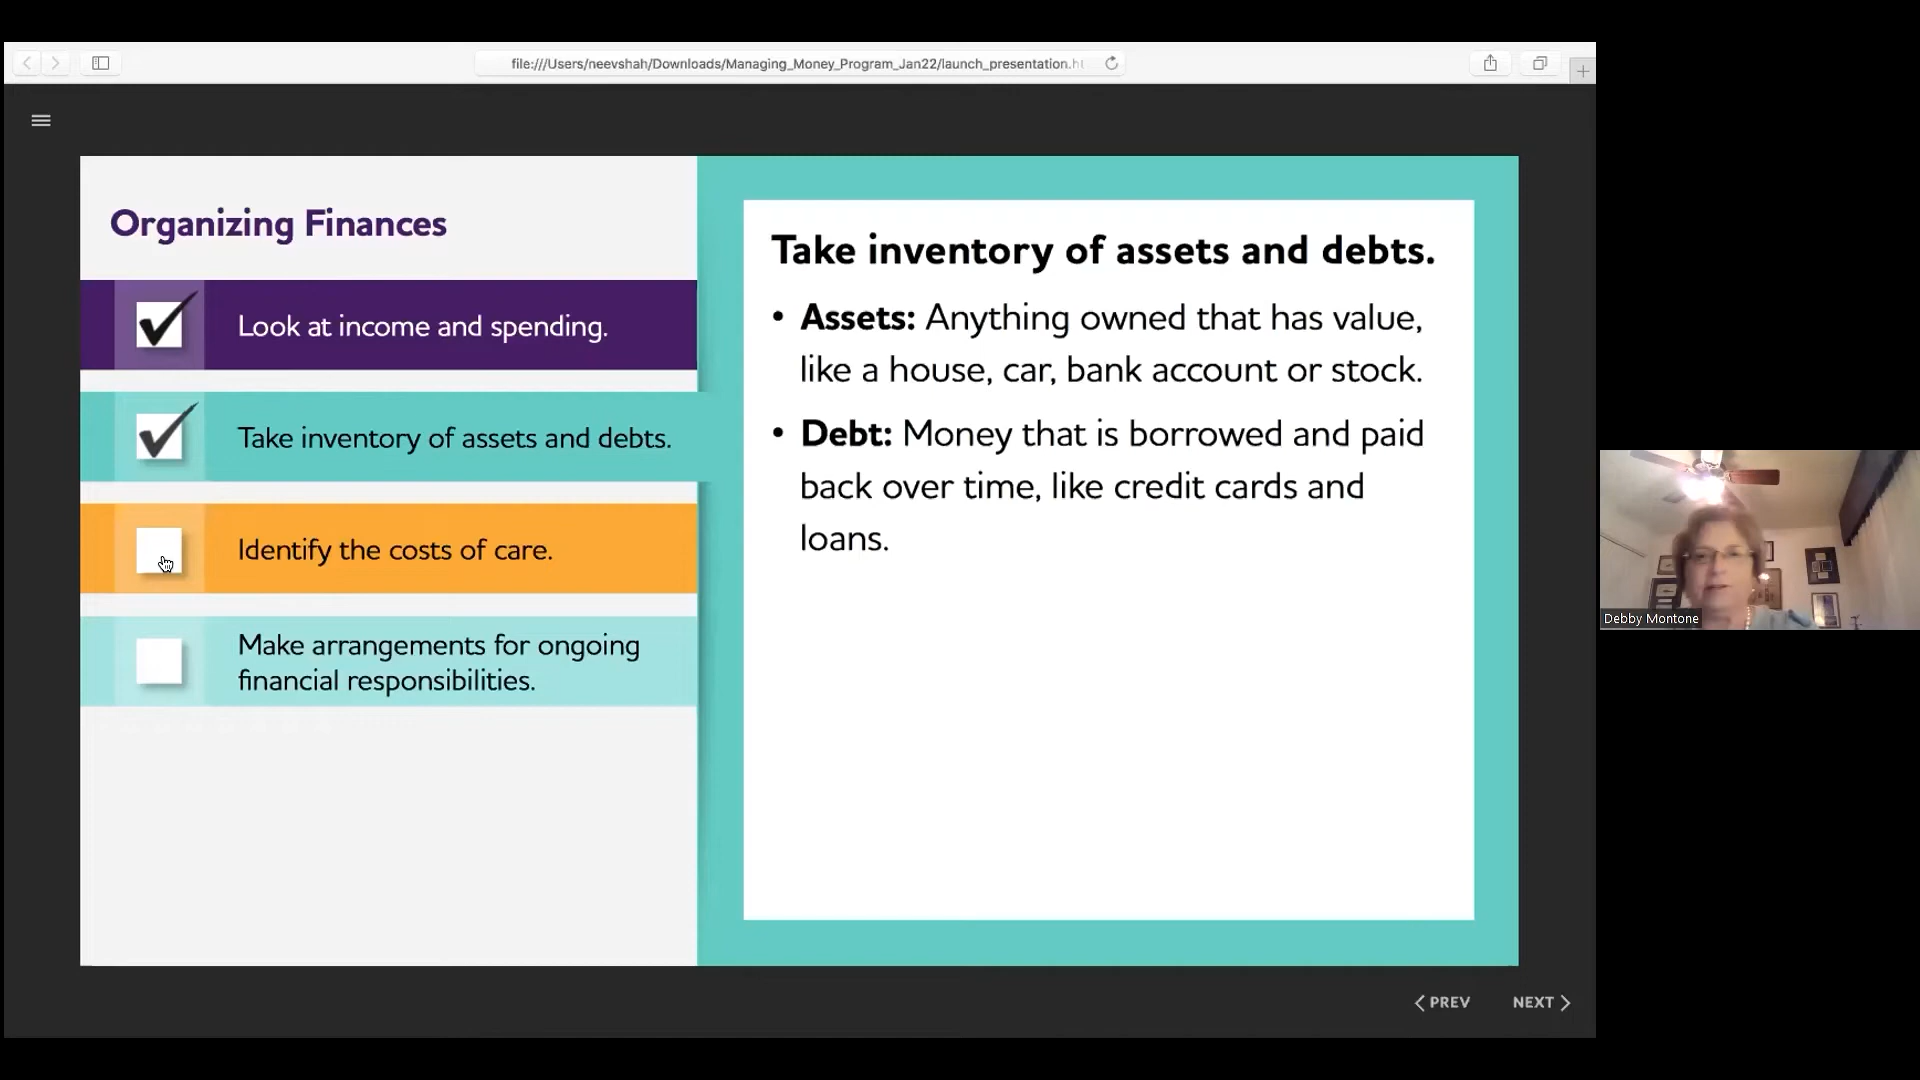 file:///Users/neevshah/Downloads/Managing_Money_Program_Jan22/launch_presentation.h
Organizing Finances
Look at income and spending.
Take inventory of assets and debts.
Identify the costs of care.
Make arrangements for ongoing
financial responsibilities.
Take inventory of assets and debts.
• Assets: Anything owned that has value,
like a house, car, bank account or stock.
• Debt: Money that is borrowed and paid
back over time, like credit cards and
loans.
PREV NEXT
Debby Montone